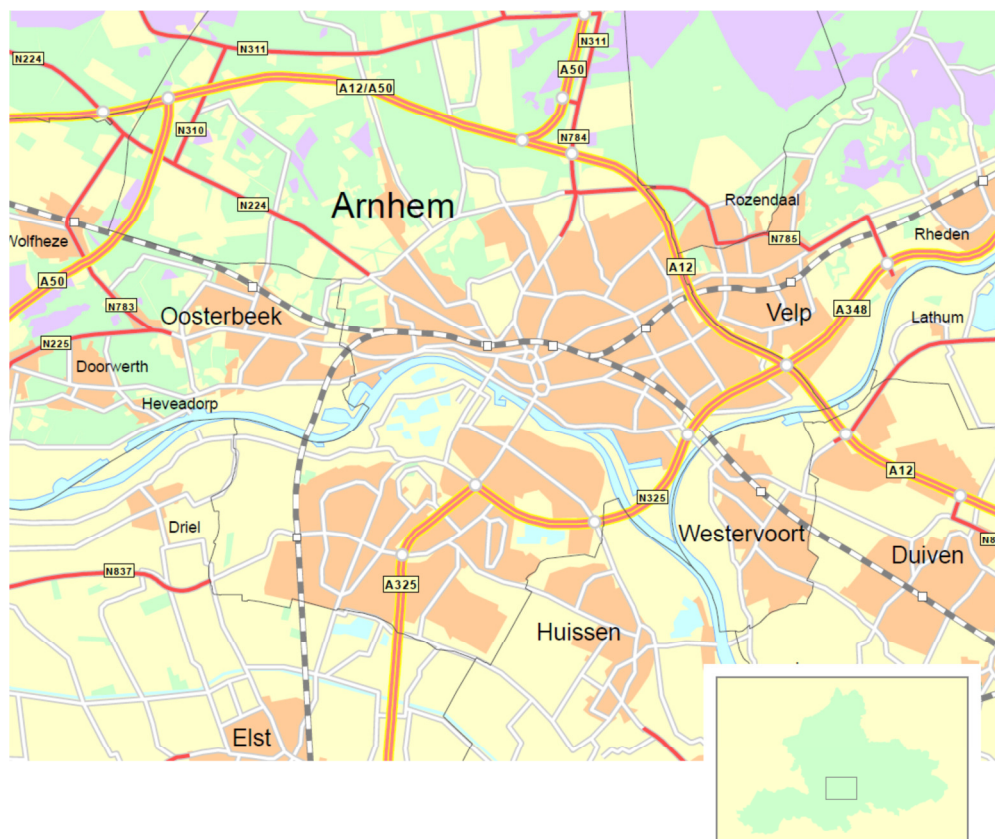 N311
N311
N224
A50
A12/A50
N310
N784
Rozendaal
Arnhem
N224
Rheden
N785
Wolfheze
A12
A50
N783
Oosterbeek
Velp
A348
Lathum
N225
Doorwerth
Heveadorp
A12
N325
Driel
Westervoort
Duiven
N837
A325
Huissen
Elst